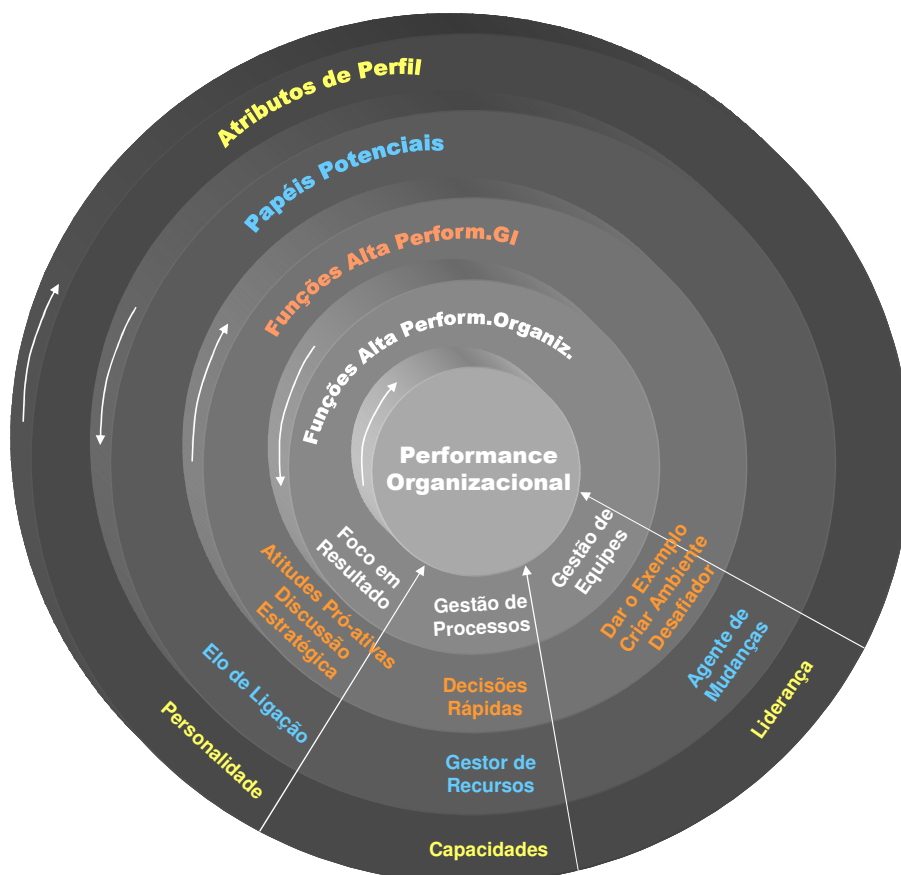 Atributos de Perfil
Papéis Potenciais
Funções Alta Perform.GI
Funções Alta Perform.Organiz.
Performance
Organizacional
Foco em
Resultado
Gestão de
Processos
Gestão de
Equipes
Atitudes Pró-ativas
Discussão
Estratégica
Decisões
Rápidas
Dar o Exemplo
Criar Ambiente
Desafiador
Elo de Ligação
Gestor de
Recursos
Agente de
Mudanças
Personalidade
Capacidades
Liderança